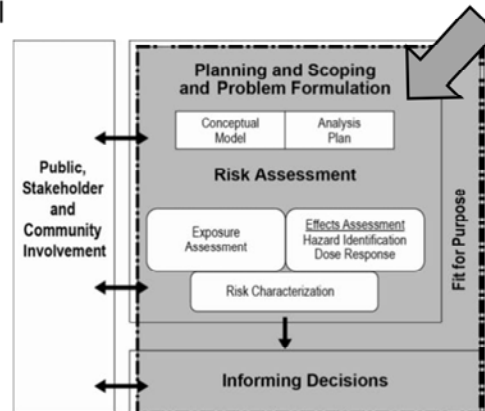 Planning and Scoping
and Problem Formulation
Conceptual
Model
Analysis
Plan
Public,
Stakeholder
and
Community
Involvement
Risk Assessment
Exposure
Assessment
Effects Assessment
Hazard Identification
Dose Response
Risk Characterization
Fit for Purpose
Informing Decisions